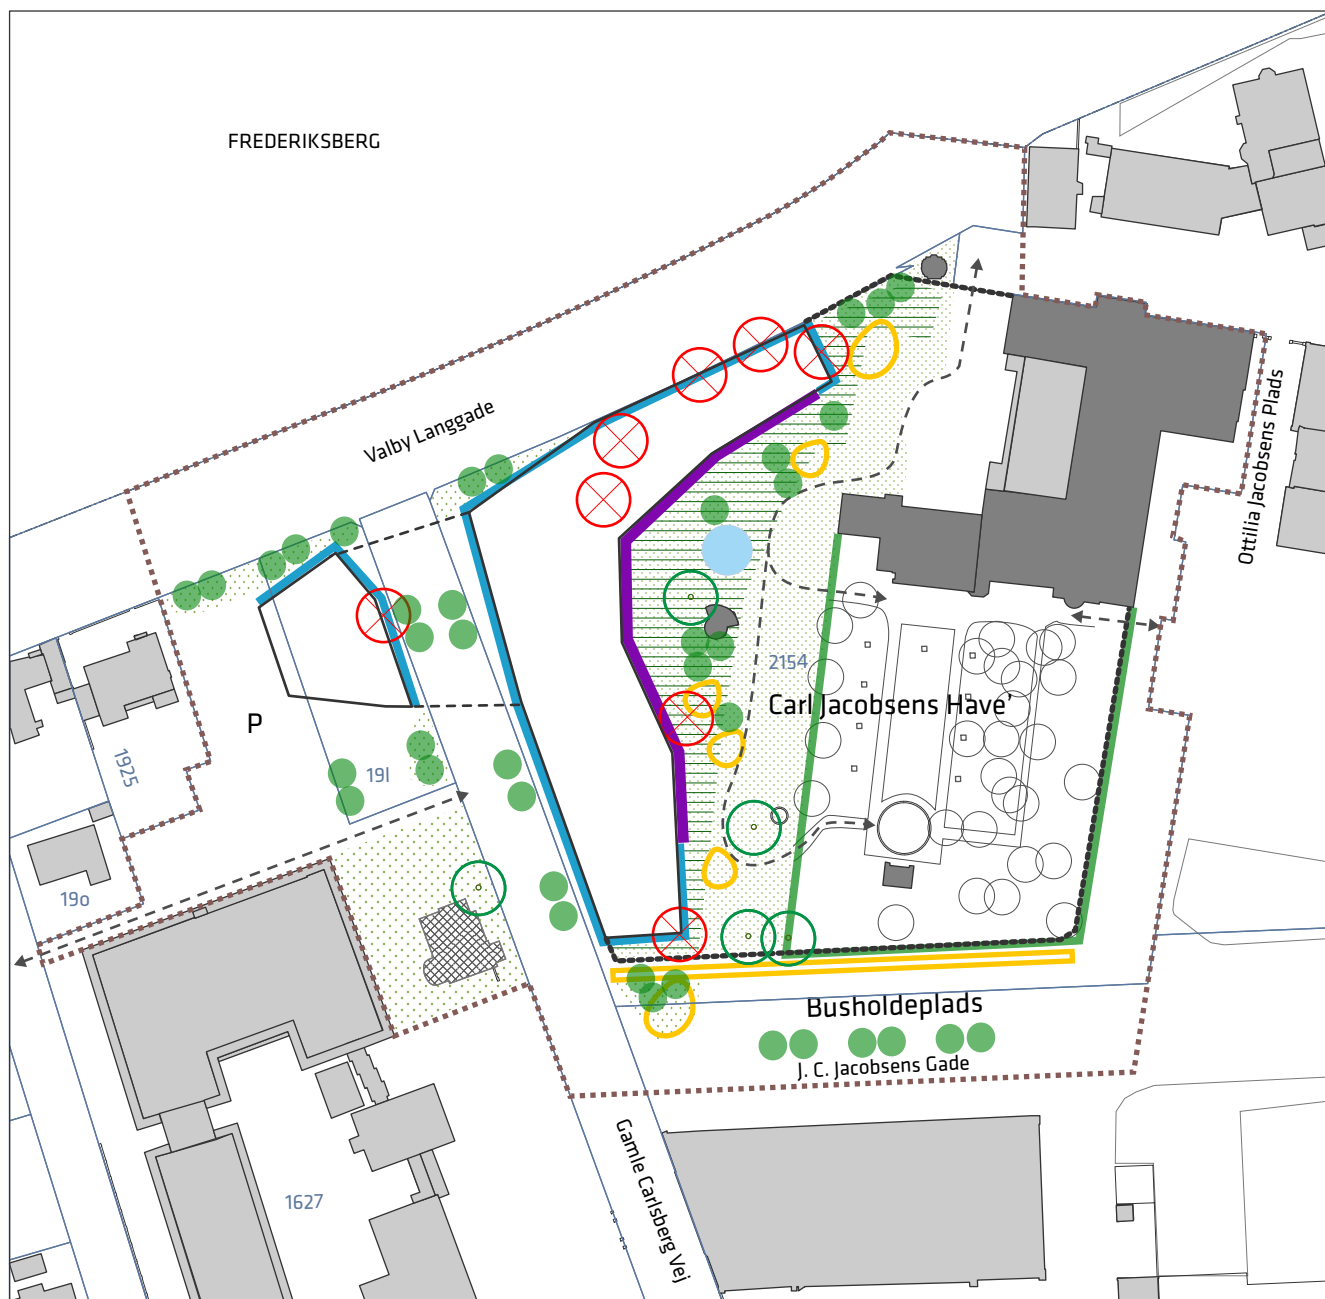 FREDERIKSBERG
Valby Langgade
Ottilia Jacobsens Plads
2154
Carl Jacobsens Have'
P
1925
19l
19o
Busholdeplads
J. C. Jacobsens Gade
Gamle Carlsberg Vej
1627